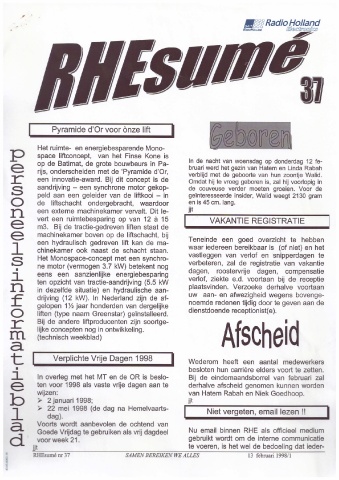 Radio Holland
RHEsumé
37
personeelsinformatieblad
Pyramide d'Or voor ònze lift
Het ruimte- en energiebesparende Mono-
space liftconcept, van het Finse Kone is
op de Batimat, de grote bouwbeurs in Pa-
rijs, onderscheiden met de 'Pyramide d'Or,
een innovatie-award. Bij dit concept is de
aandrijving – een synchrone motor gekop-
peld aan een geleider van de liftkooi – in
de liftschacht ondergebracht, waardoor
een externe machinekamer vervalt. Dit le-
vert een ruimtebesparing op van 12 à 15
m3. Bij de tractie-gedreven liften staat de
machinekamer boven op de liftschacht, bij
een hydraulisch gedreven lift kan de ma-
chinekamer ook naast de schacht staan.
Het Monospace-concept met een synchro-
ne motor (vermogen 3.7 kW) betekent nog
eens een aanzienlijke energiebesparing
ten opzicht van tractie-aandrijving (5,5 kW
in dezelfde situatie) en hydraulische aan-
drijving (12 kW). In Nederland zijn de af-
gelopen 1½ jaar honderden van dergelijke
liften (type naam Greenstar) geïnstalleerd.
Bij de andere liftproducenten zijn soortge-
lijke concepten nog in ontwikkeling.
(technisch weekblad)
Verplichte Vrije Dagen 1998
In overleg met het MT en de OR is besloten
voor 1998 als vaste vrije dagen aan te
wijzen:
➢ 2 januari 1998;
➢ 22 mei 1998 (de dag na Hemelvaarts-
dag).
Voorts wordt aanbevolen de ochtend van
Goede Vrijdag te gebruiken als vrij dagdeel
voor week 21.
jjt
Geboren
In de nacht van woensdag op donderdag 12 fe-
bruari werd het gezin van Hatem en Linda Rabah
verblijd met de geboorte van hun zoontje Walid.
Omdat hij te vroeg geboren is, zal hij voorlopig in
de couveuse verder moeten groeien. Voor de
geïnteresseerde insider, Walid weegt 2130 gram
en is 45 cm. lang.
jjt
VAKANTIE REGISTRATIE
Teneinde een goed overzicht te hebben
waar iedereen bereikbaar is (of niet) en het
vastleggen van verlof en snipperdagen te
verbeteren, zal de registratie van vakantie
dagen, roostervrije dagen, compensatie
verlof, ziekte e.d. voortaan bij de receptie
plaatsvinden. Verzoeke derhalve voortaan
uw aan- en afwezigheid wegens bovenge-
noemde redenen tijdig door te geven aan de
dienstdoende receptionist(e).
Afscheid
Wederom heeft een aantal medewerkers
besloten hun carrière elders voort te zetten.
Bij de eindemaandsborrel van februari zal
derhalve afscheid genomen kunnen worden
van Hatem Rabah en Niek Goedhoop.
jjt
Niet vergeten, email lezen !!
Nu email binnen RHE als officieel medium
gebruikt wordt om de interne communicatie
te voeren, is het wel de bedoeling dat ieder-
RHEsume nr 37
SAMEN BEREIKEN WE ALLES
13 februari 1998/1